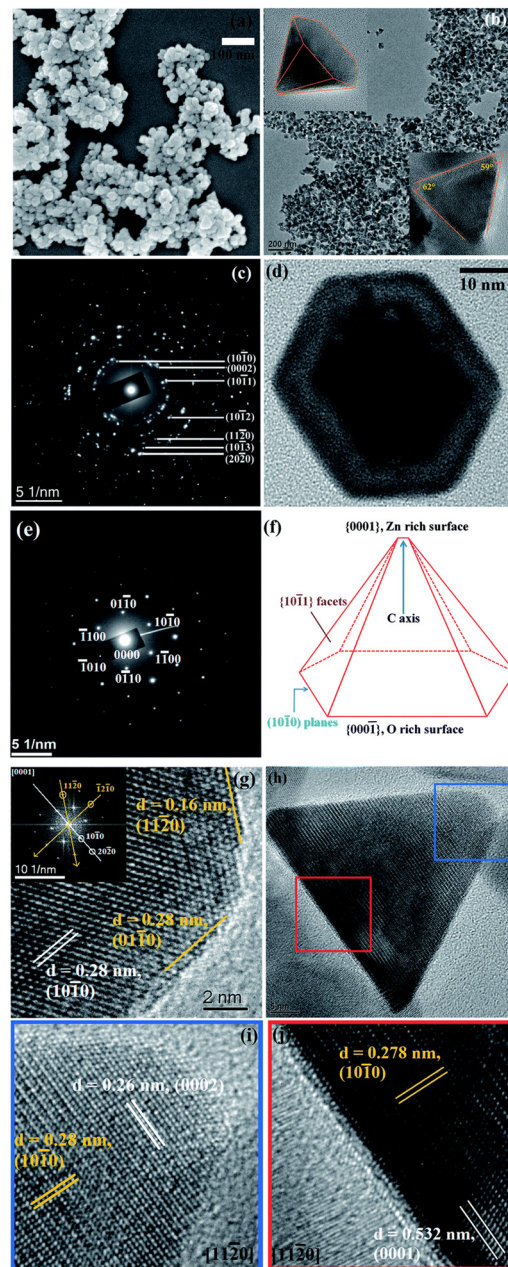 (a)
100 nm
(b)
59°
62°
200 nm
(c)
(101̅0)
(0002)
(101̅1)
(101̅2)
(112̅0)
(101̅3)
(202̅0)
5 1/nm
(d)
10 nm
(e)
011̅0
101̅0
1̅100
0000
1̅010
11̅00
01̅10
5 1/nm
(f)
{0001}, Zn rich surface
{101̅1} facets
C axis
(101̅0) planes
{0001̅}, O rich surface
(g)
[0001]
112̅0
1̅21̅0
101̅0
202̅0
10 1/nm
d = 0.16 nm,
(112̅0)
d = 0.28 nm,
(011̅0)
d = 0.28 nm,
(101̅0)
2 nm
(h)
5 nm
(i)
d = 0.26 nm, (0002)
d = 0.28 nm,
(101̅0)
[112̅0]
(j)
d = 0.278 nm,
(101̅0)
d = 0.532 nm,
(0001)
[112̅0]